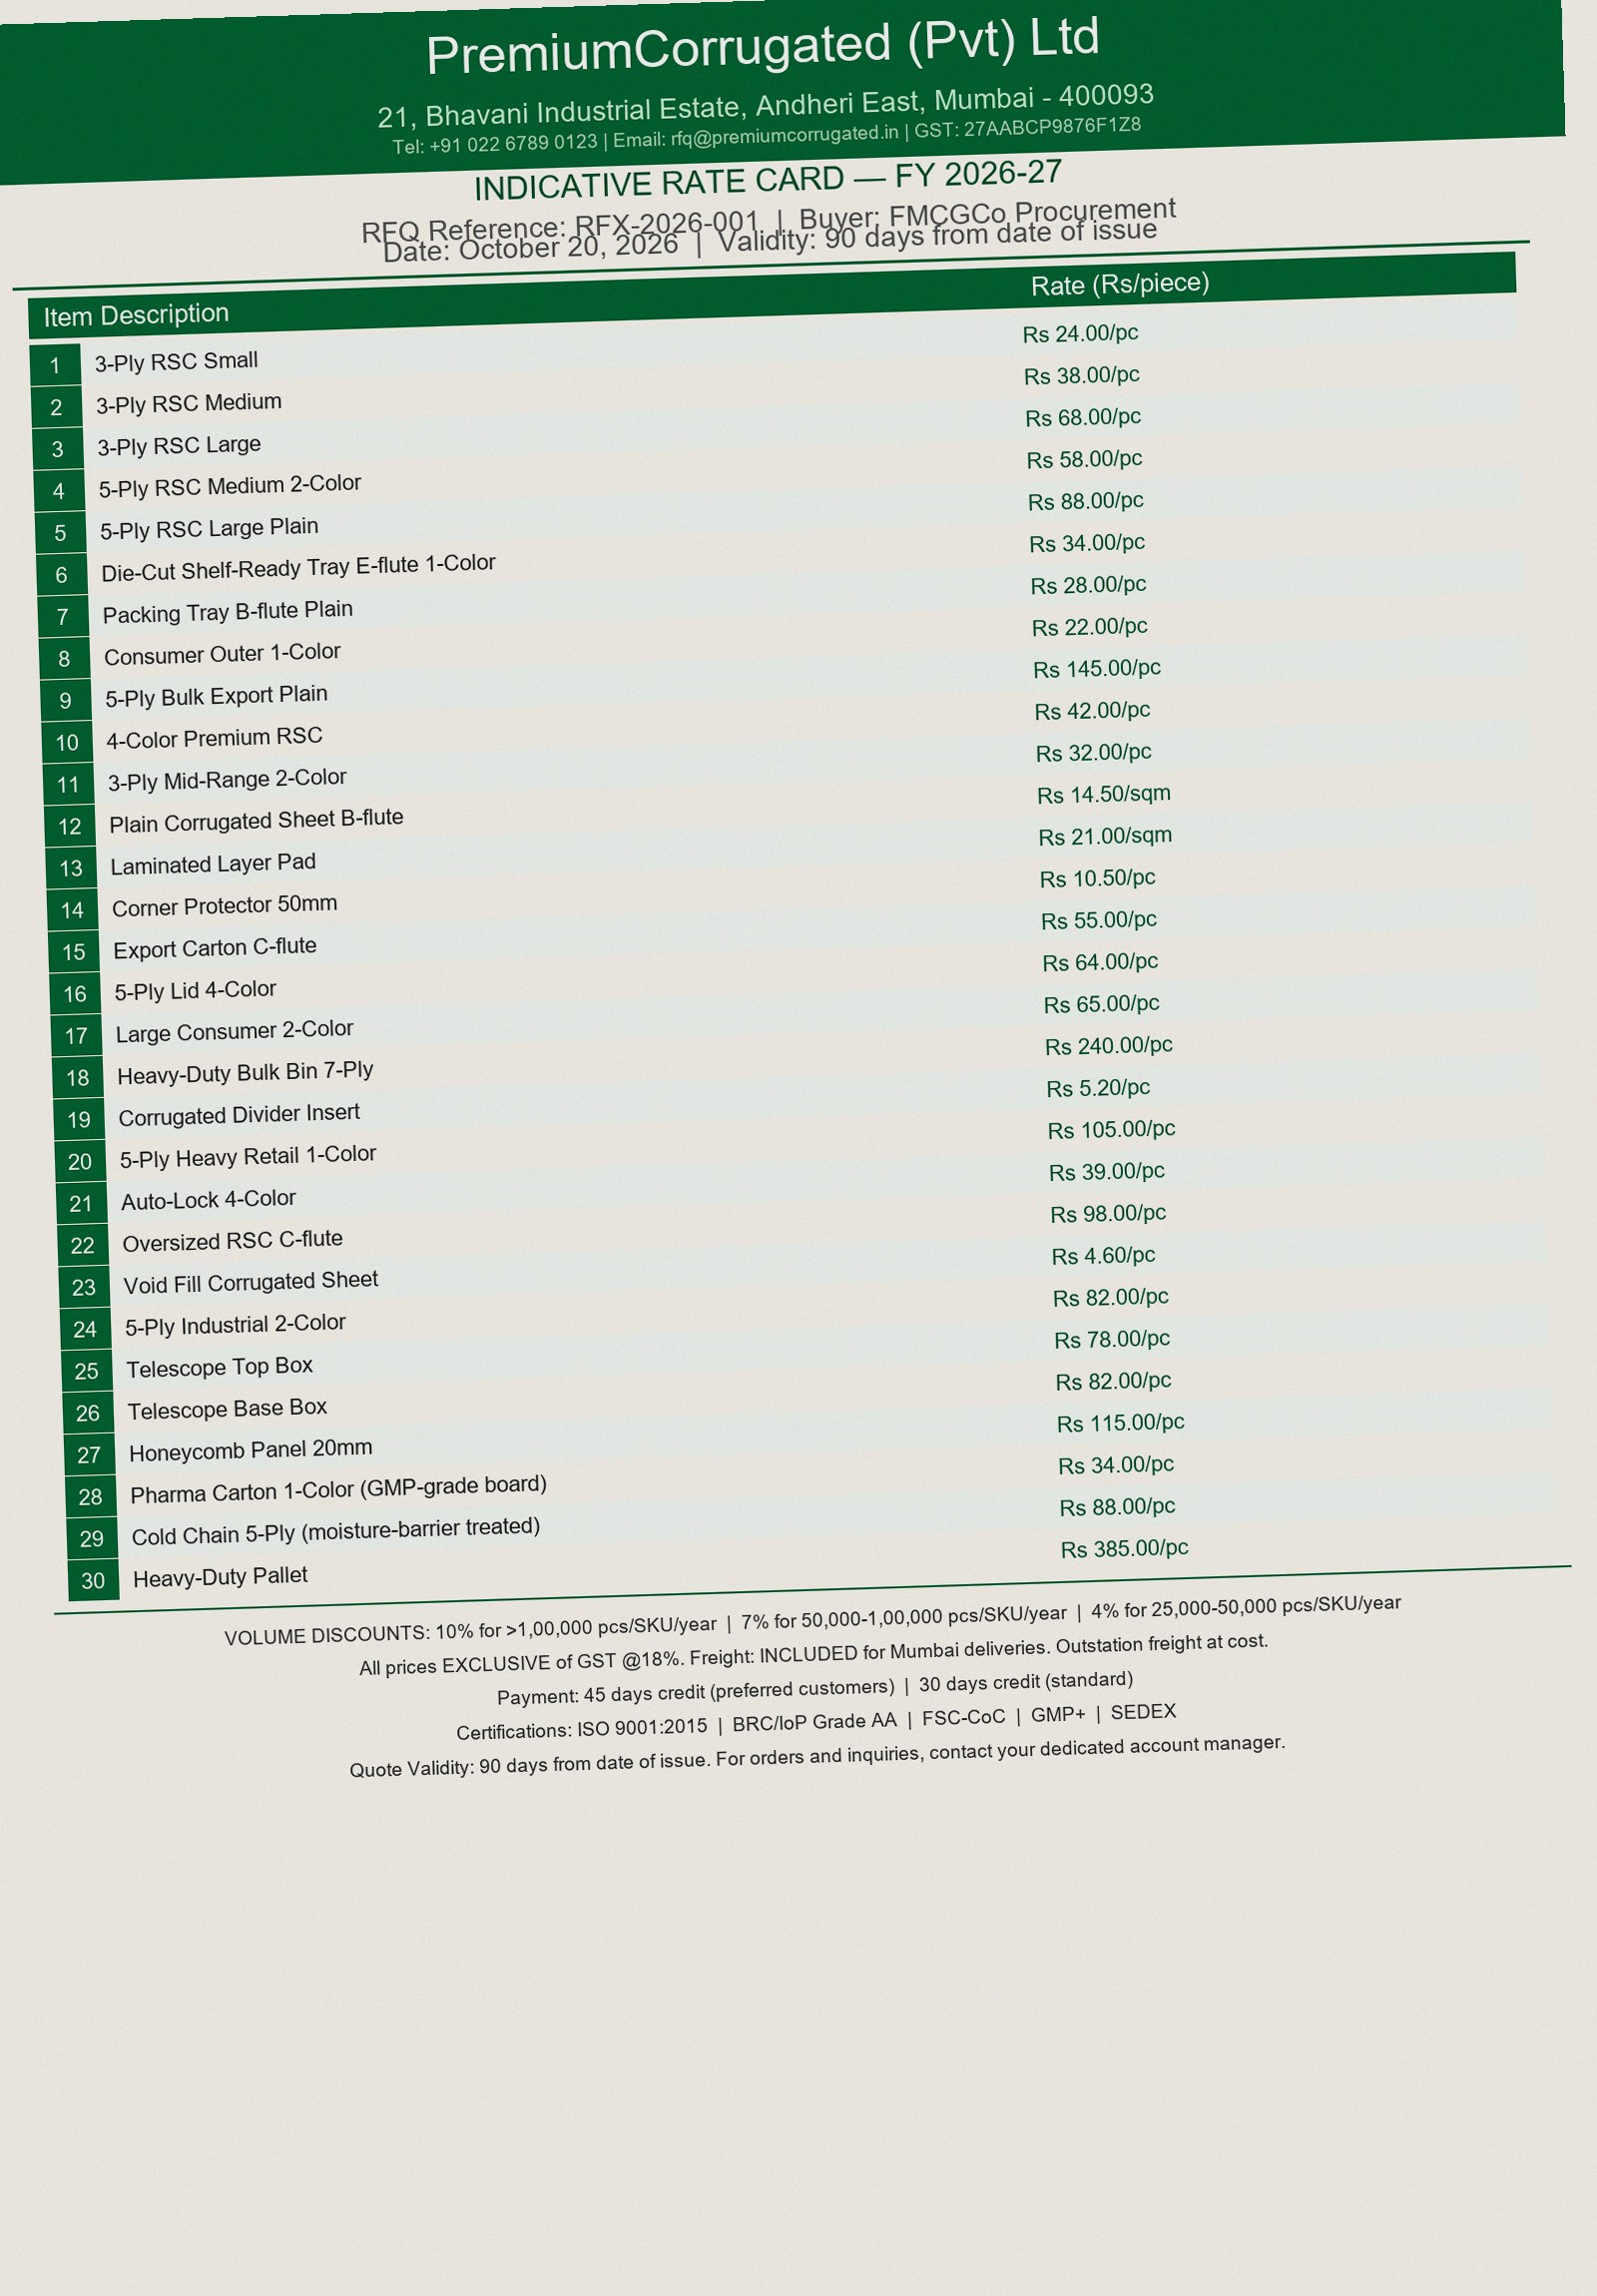 PremiumCorrugated (Pvt) Ltd
21, Bhavani Industrial Estate, Andheri East, Mumbai - 400093
Tel: +91 022 6789 0123 | Email: rfq@premiumcorrugated.in | GST: 27AABCP9876F1Z8
INDICATIVE RATE CARD — FY 2026-27
RFQ Reference: RFX-2026-001 | Buyer: FMCGCo Procurement
Date: October 20, 2026 | Validity: 90 days from date of issue
Item Description Rate (Rs/piece)
1 3-Ply RSC Small Rs 24.00/pc
2 3-Ply RSC Medium Rs 38.00/pc
3 3-Ply RSC Large Rs 68.00/pc
4 5-Ply RSC Medium 2-Color Rs 58.00/pc
5 5-Ply RSC Large Plain Rs 88.00/pc
6 Die-Cut Shelf-Ready Tray E-flute 1-Color Rs 34.00/pc
7 Packing Tray B-flute Plain Rs 28.00/pc
8 Consumer Outer 1-Color Rs 22.00/pc
9 5-Ply Bulk Export Plain Rs 145.00/pc
10 4-Color Premium RSC Rs 42.00/pc
11 3-Ply Mid-Range 2-Color Rs 32.00/pc
12 Plain Corrugated Sheet B-flute Rs 14.50/sqm
13 Laminated Layer Pad Rs 21.00/sqm
14 Corner Protector 50mm Rs 10.50/pc
15 Export Carton C-flute Rs 55.00/pc
16 5-Ply Lid 4-Color Rs 64.00/pc
17 Large Consumer 2-Color Rs 65.00/pc
18 Heavy-Duty Bulk Bin 7-Ply Rs 240.00/pc
19 Corrugated Divider Insert Rs 5.20/pc
20 5-Ply Heavy Retail 1-Color Rs 105.00/pc
21 Auto-Lock 4-Color Rs 39.00/pc
22 Oversized RSC C-flute Rs 98.00/pc
23 Void Fill Corrugated Sheet Rs 4.60/pc
24 5-Ply Industrial 2-Color Rs 82.00/pc
25 Telescope Top Box Rs 78.00/pc
26 Telescope Base Box Rs 82.00/pc
27 Honeycomb Panel 20mm Rs 115.00/pc
28 Pharma Carton 1-Color (GMP-grade board) Rs 34.00/pc
29 Cold Chain 5-Ply (moisture-barrier treated) Rs 88.00/pc
30 Heavy-Duty Pallet Rs 385.00/pc
VOLUME DISCOUNTS: 10% for >1,00,000 pcs/SKU/year | 7% for 50,000-1,00,000 pcs/SKU/year | 4% for 25,000-50,000 pcs/SKU/year
All prices EXCLUSIVE of GST @18%. Freight: INCLUDED for Mumbai deliveries. Outstation freight at cost.
Payment: 45 days credit (preferred customers) | 30 days credit (standard)
Certifications: ISO 9001:2015 | BRC/IoP Grade AA | FSC-CoC | GMP+ | SEDEX
Quote Validity: 90 days from date of issue. For orders and inquiries, contact your dedicated account manager.